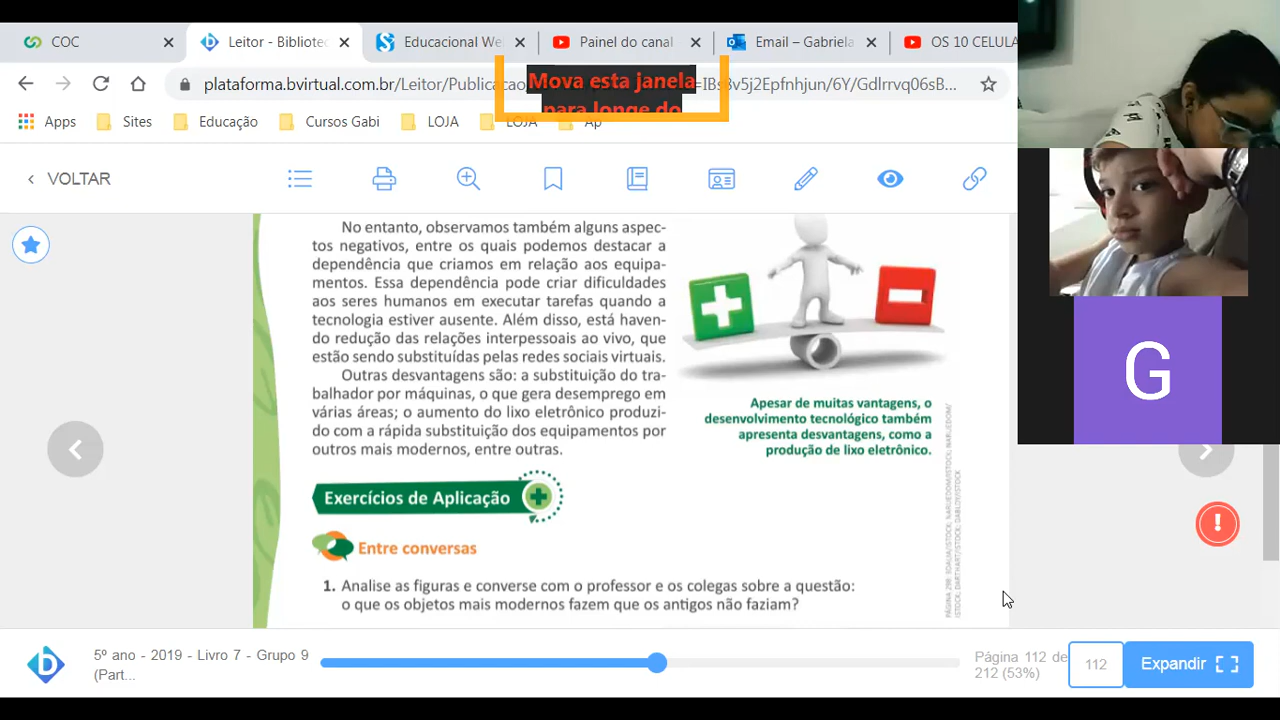 COC
Leitor - Bibliotec
Educacional We
Painel do canal
Email – Gabriela
OS 10 CELULA
plataforma.bvirtual.com.br/Leitor/Publicacao
=IBs8v5j2Epfnhjun/6Y/Gdlrrvq06sB...
Mova esta janela
para longe do
Apps
Sites
Educação
Cursos Gabi
LOJA
LOJA
Ap
VOLTAR
No entanto, observamos também alguns aspec-
tos negativos, entre os quais podemos destacar a
dependência que criamos em relação aos equipa-
mentos. Essa dependência pode criar dificuldades
aos seres humanos em executar tarefas quando a
tecnologia estiver ausente. Além disso, está haven-
do redução das relações interpessoais ao vivo, que
estão sendo substituídas pelas redes sociais virtuais.
Outras desvantagens são: a substituição do tra-
balhador por máquinas, o que gera desemprego em
várias áreas; o aumento do lixo eletrônico produzi-
do com a rápida substituição dos equipamentos por
outros mais modernos, entre outras.
Apesar de muitas vantagens, o
desenvolvimento tecnológico também
apresenta desvantagens, como a
produção de lixo eletrônico.
Exercícios de Aplicação
Entre conversas
1. Analise as figuras e converse com o professor e os colegas sobre a questão:
o que os objetos mais modernos fazem que os antigos não faziam?
G
5º ano - 2019 - Livro 7 - Grupo 9
(Part...
Página 112 de
212 (53%)
112
Expandir